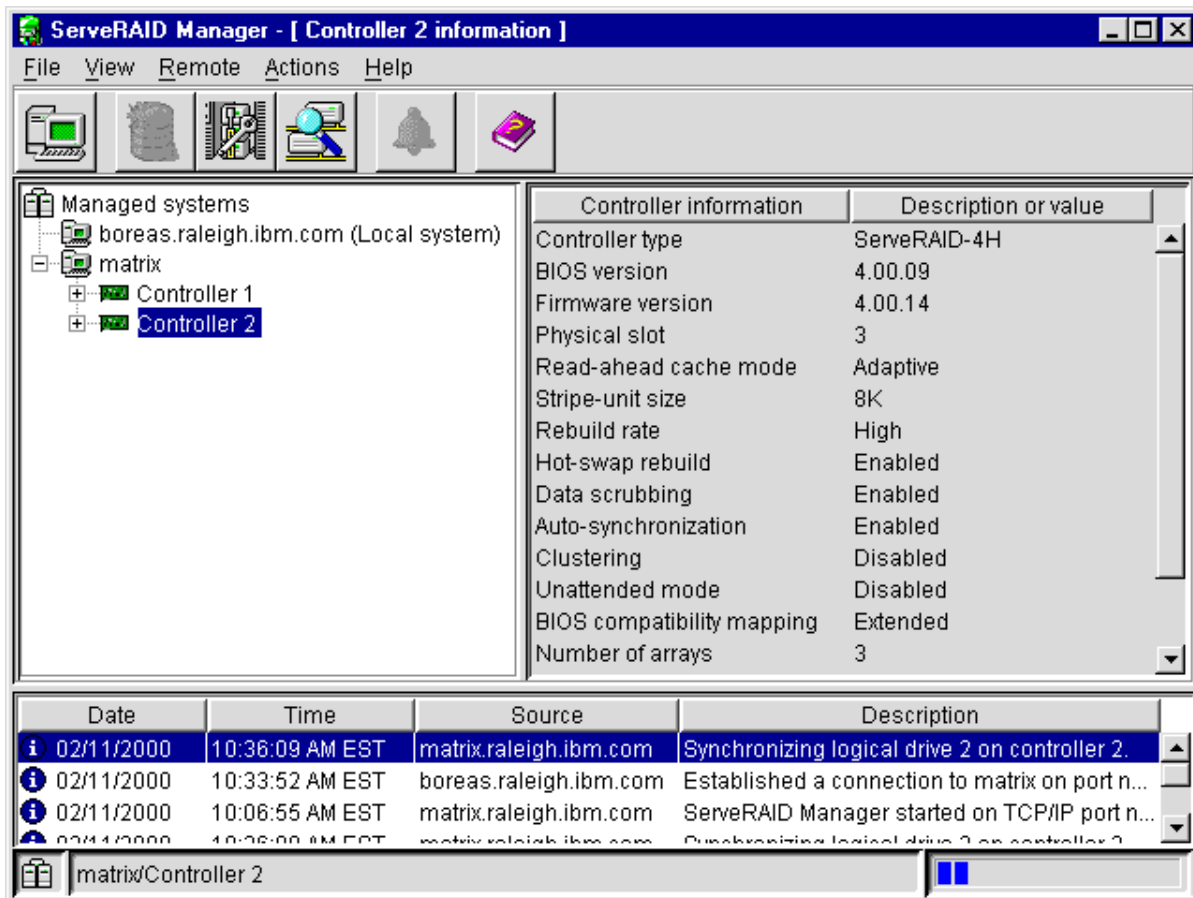 ServeRAID Manager - [ Controller 2 information ]
File View Remote Actions Help
Managed systems
boreas.raleigh.ibm.com (Local system)
matrix
Controller 1
Controller 2
Controller information Description or value
Controller type ServeRAID-4H
BIOS version 4.00.09
Firmware version 4.00.14
Physical slot 3
Read-ahead cache mode Adaptive
Stripe-unit size 8K
Rebuild rate High
Hot-swap rebuild Enabled
Data scrubbing Enabled
Auto-synchronization Enabled
Clustering Disabled
Unattended mode Disabled
BIOS compatibility mapping Extended
Number of arrays 3
Date Time Source Description
02/11/2000 10:36:09 AM EST matrix.raleigh.ibm.com Synchronizing logical drive 2 on controller 2.
02/11/2000 10:33:52 AM EST boreas.raleigh.ibm.com Established a connection to matrix on port n...
02/11/2000 10:06:55 AM EST matrix.raleigh.ibm.com ServeRAID Manager started on TCP/IP port n...
matrix/Controller 2